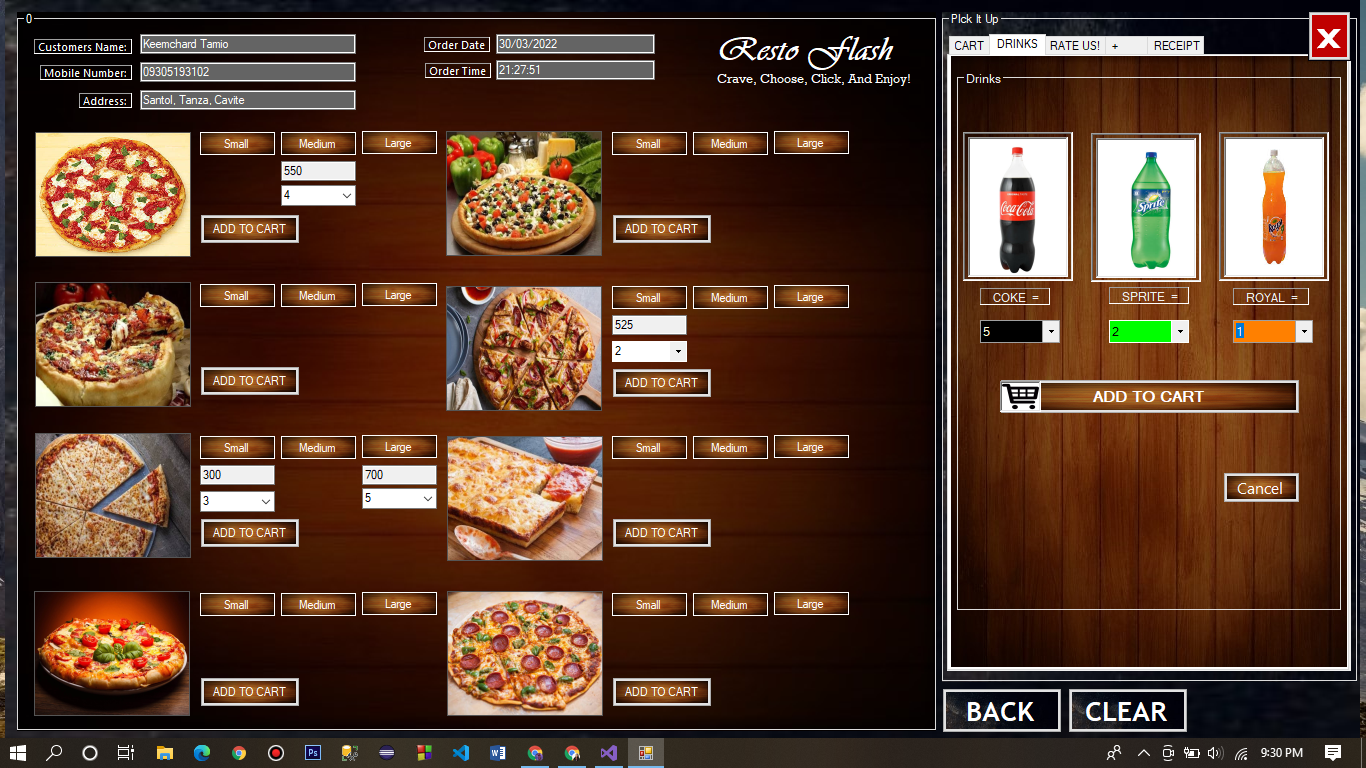 0
Customers Name: Keemchard Tamio
Mobile Number: 09305193102
Address: Santol, Tanza, Cavite
Order Date 30/03/2022
Order Time 21:27:51
Resto Flash
Crave, Choose, Click, And Enjoy!
Small Medium Large
550
4
ADD TO CART
Small Medium Large
ADD TO CART
Small Medium Large
ADD TO CART
Small Medium Large
525
2
ADD TO CART
Small Medium Large
300 700
3 5
ADD TO CART
Small Medium Large
ADD TO CART
Small Medium Large
ADD TO CART
Small Medium Large
ADD TO CART
PIck It Up
X
CART DRINKS RATE US! + RECEIPT
Drinks
Coca-Cola
Sprite
COKE = SPRITE = ROYAL =
5 2 1
ADD TO CART
Cancel
BACK CLEAR
Ps
9:30 PM